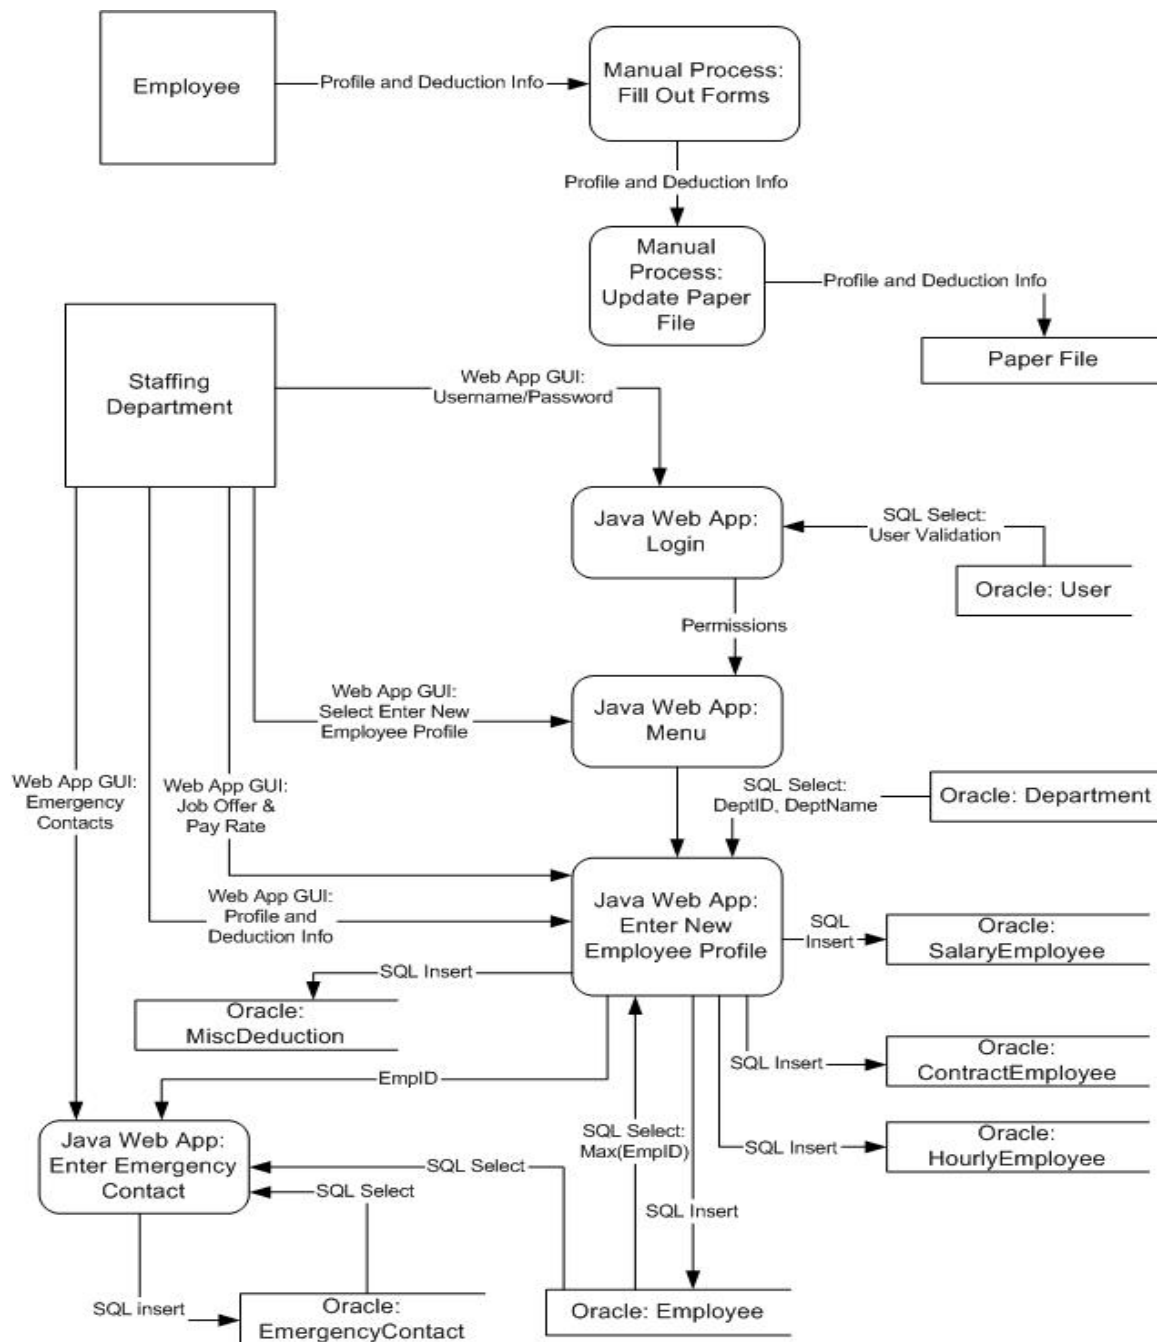 Employee
Profile and Deduction Info
Manual Process:
Fill Out Forms
Profile and Deduction Info
Manual
Process:
Update Paper
File
Profile and Deduction Info
Paper File
Staffing
Department
Web App GUI:
Username/Password
Java Web App:
Login
SQL Select:
User Validation
Oracle: User
Permissions
Web App GUI:
Select Enter New
Employee Profile
Java Web App:
Menu
Web App GUI:
Emergency
Contacts
Web App GUI:
Job Offer &
Pay Rate
SQL Select:
DeptID, DeptName
Oracle: Department
Web App GUI:
Profile and
Deduction Info
Java Web App:
Enter New
Employee Profile
SQL
Insert
Oracle:
SalaryEmployee
SQL Insert
Oracle:
MiscDeduction
SQL Insert
Oracle:
ContractEmployee
EmpID
Java Web App:
Enter Emergency
Contact
SQL Select
SQL Select
SQL Select:
Max(EmpID)
SQL Insert
Oracle:
HourlyEmployee
SQL Insert
SQL insert
Oracle:
EmergencyContact
Oracle: Employee